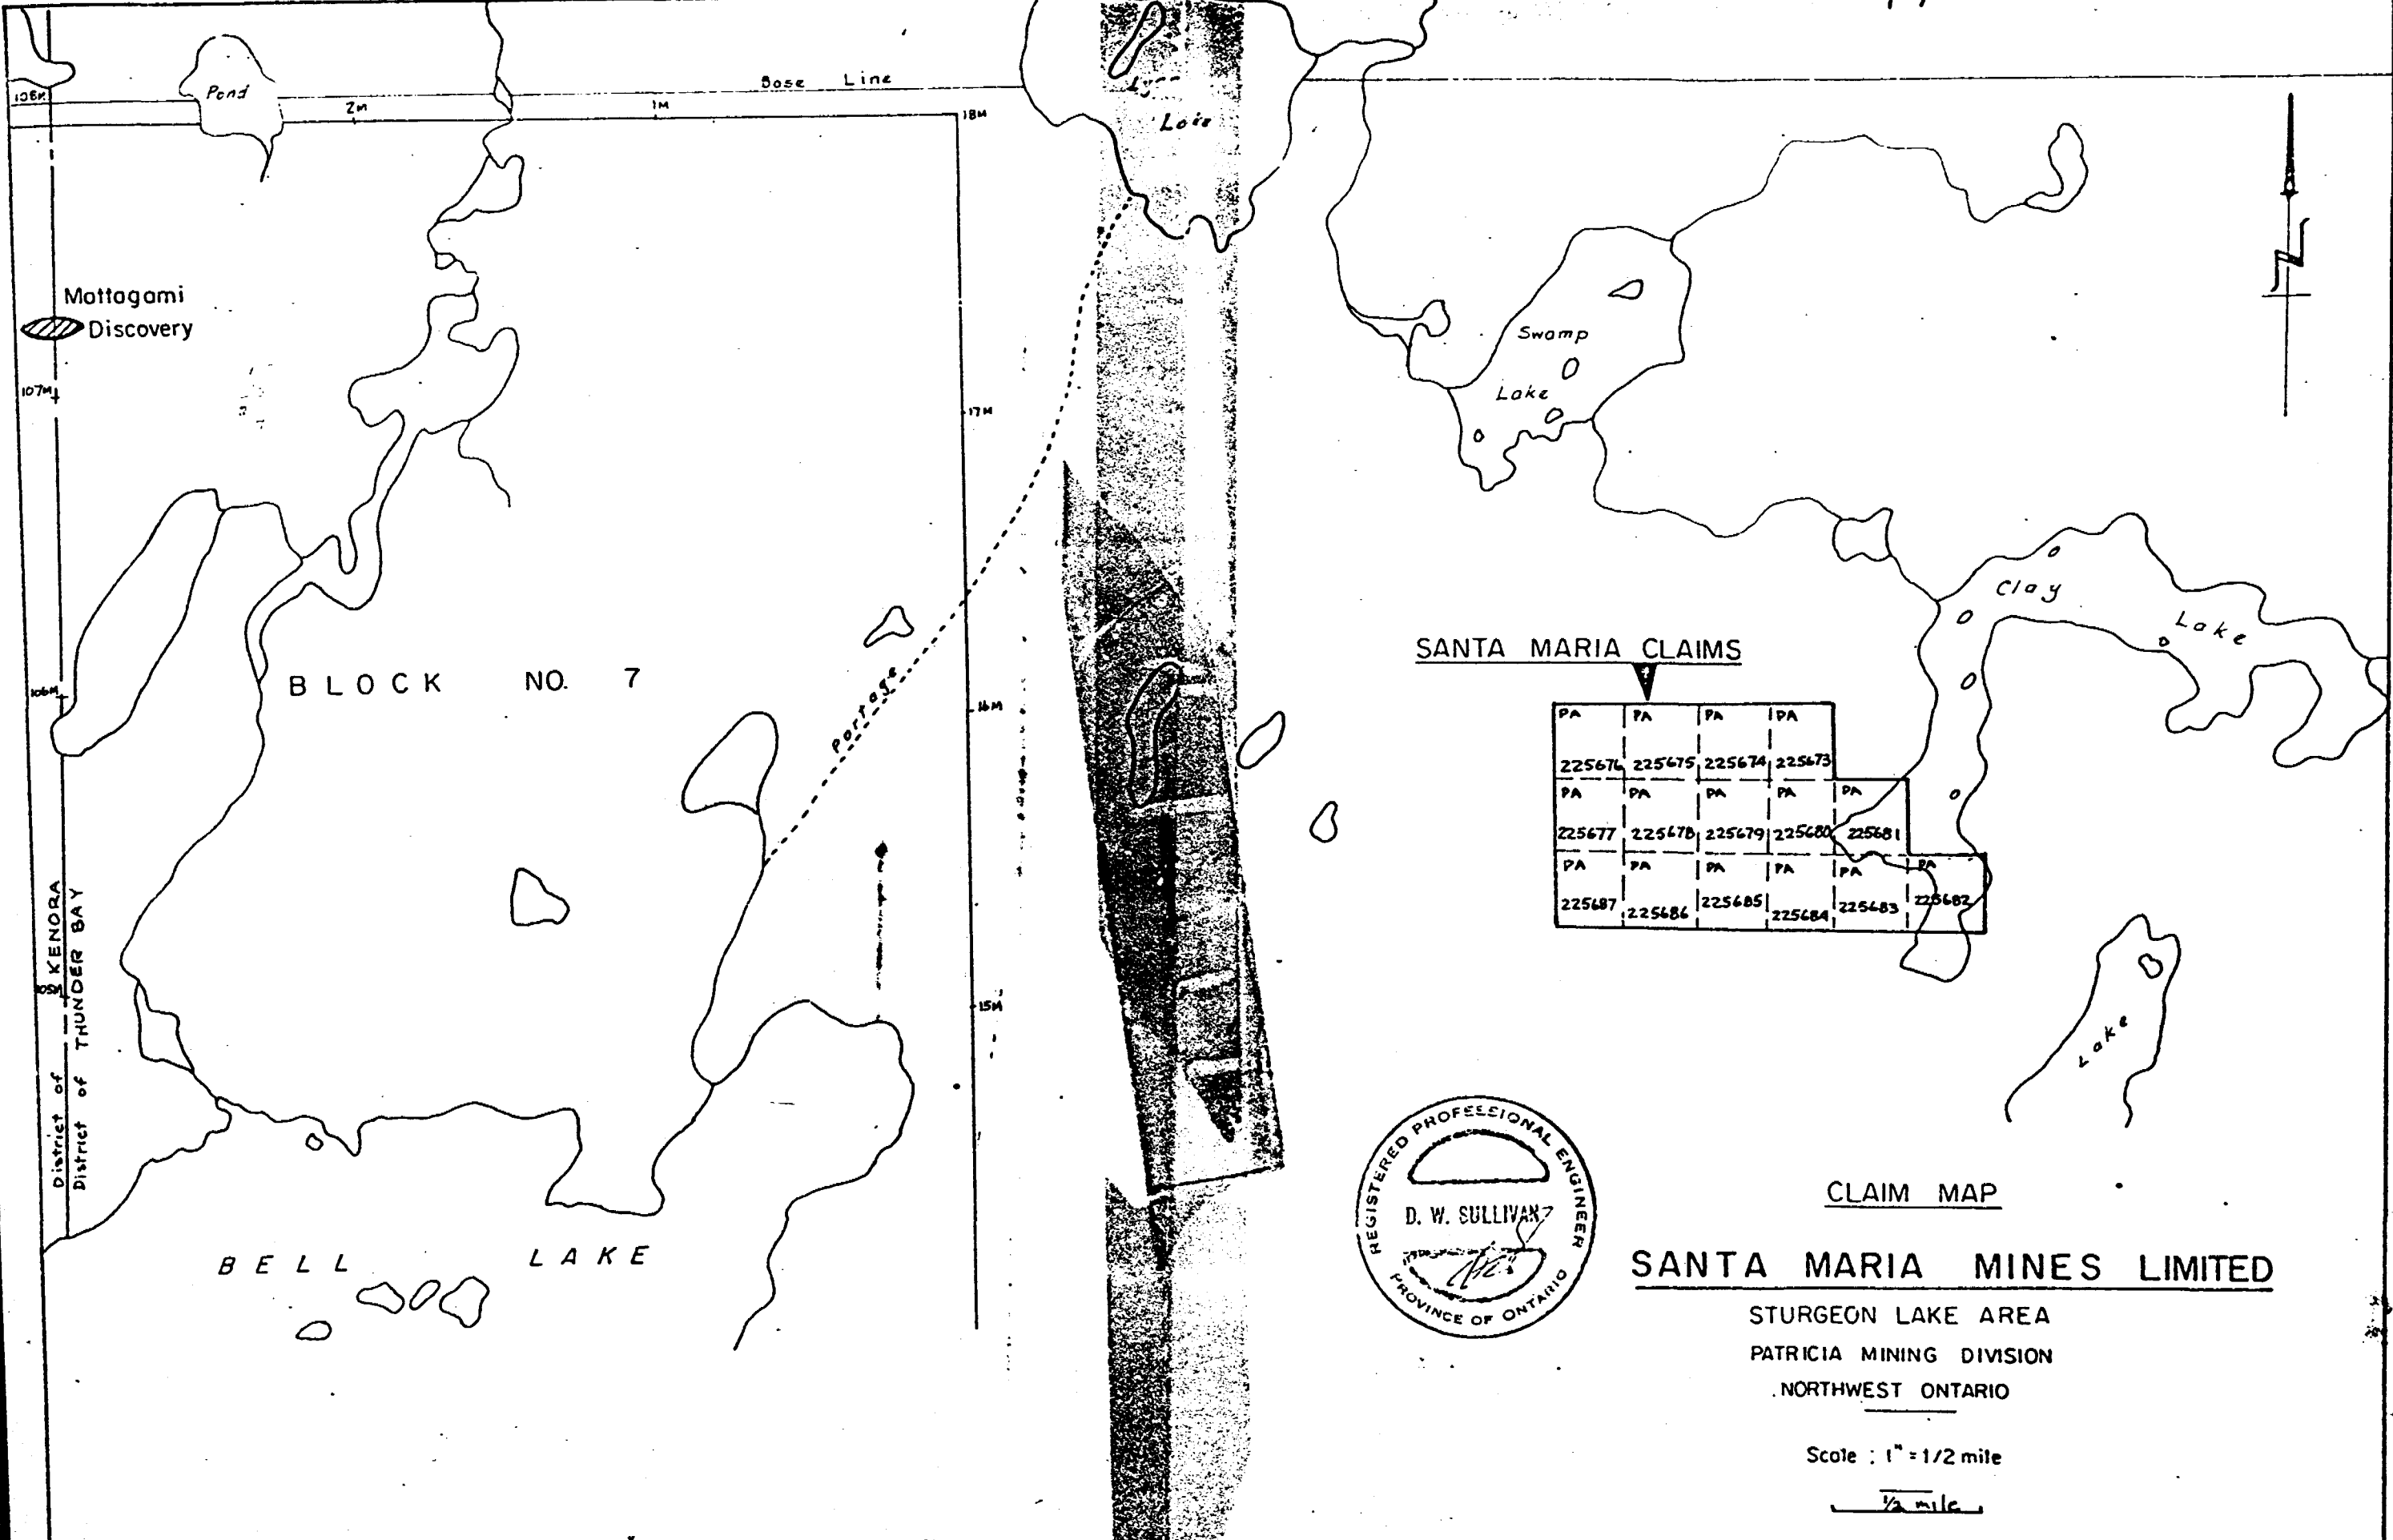 Base Line
108M
Pond
2M
1M
18M
Mattagami
Discovery
107M
17M
Swamp
Lake
Clay
Lake
106M
BLOCK NO. 7
Portage
16M
SANTA MARIA CLAIMS
PA PA PA PA
225676 225675 225674 225673
PA PA PA PA PA
225677 225678 225679 225680 225681
PA PA PA PA PA PA
225687 225686 225685 225684 225683 225682
105M
15M
District of KENORA
District of THUNDER BAY
Lake
BELL LAKE
REGISTERED PROFESSIONAL ENGINEER
D. W. SULLIVAN
PROVINCE OF ONTARIO
CLAIM MAP
SANTA MARIA MINES LIMITED
STURGEON LAKE AREA
PATRICIA MINING DIVISION
NORTHWEST ONTARIO
Scale : 1" = 1/2 mile
1/2 mile